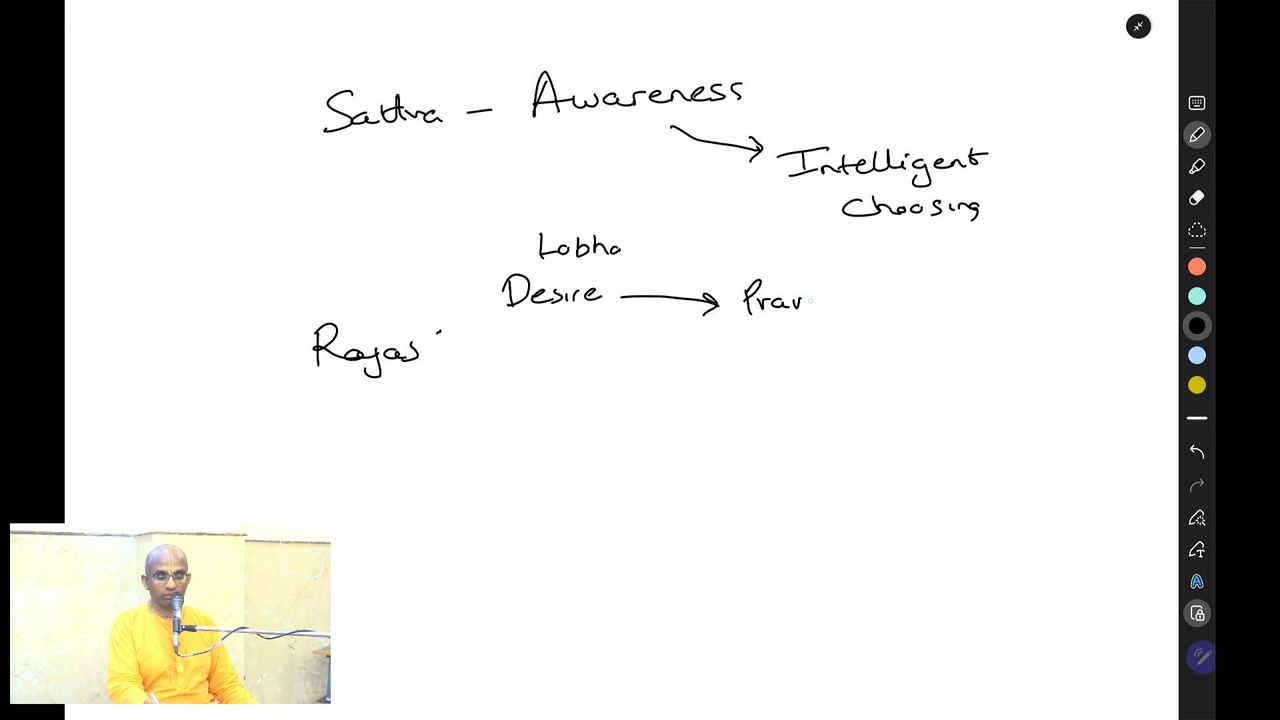 Sattva – Awareness
Intelligent
Choosing
Lobha
Desire → Prav
Rajas